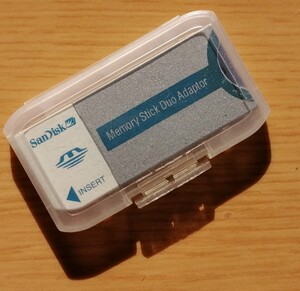 SanDisk
Memory Stick Duo Adaptor
INSERT